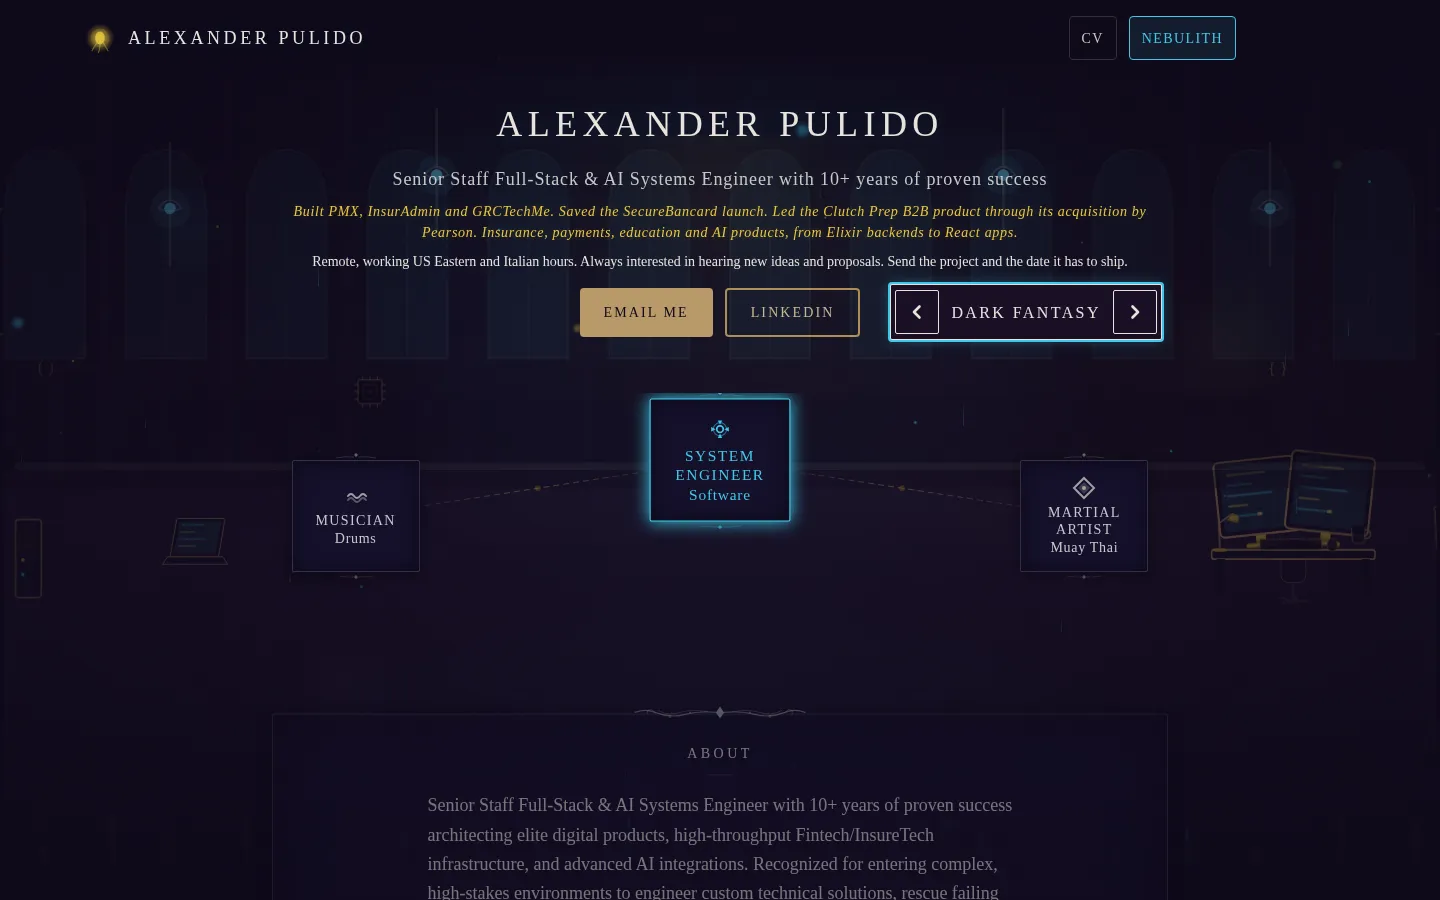 ALEXANDER PULIDO
CV
NEBULITH
ALEXANDER PULIDO
Senior Staff Full-Stack & AI Systems Engineer with 10+ years of proven success
Built PMX, InsurAdmin and GRCTechMe. Saved the SecureBancard launch. Led the Clutch Prep B2B product through its acquisition by
Pearson. Insurance, payments, education and AI products, from Elixir backends to React apps.
Remote, working US Eastern and Italian hours. Always interested in hearing new ideas and proposals. Send the project and the date it has to ship.
EMAIL ME
LINKEDIN
DARK FANTASY
SYSTEM
ENGINEER
Software
MUSICIAN
Drums
MARTIAL
ARTIST
Muay Thai
ABOUT
Senior Staff Full-Stack & AI Systems Engineer with 10+ years of proven success
architecting elite digital products, high-throughput Fintech/InsureTech
infrastructure, and advanced AI integrations. Recognized for entering complex,
high-stakes environments to engineer custom technical solutions, rescue failing